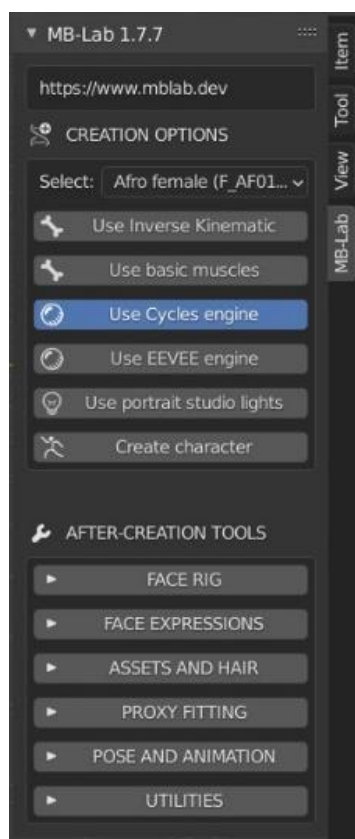 MB-Lab 1.7.7
https://www.mblab.dev
CREATION OPTIONS
Select: Afro female (F_AF01...
Use Inverse Kinematic
Use basic muscles
Use Cycles engine
Use EEVEE engine
Use portrait studio lights
Create character
AFTER-CREATION TOOLS
FACE RIG
FACE EXPRESSIONS
ASSETS AND HAIR
PROXY FITTING
POSE AND ANIMATION
UTILITIES
Item
Tool
View
MB-Lab